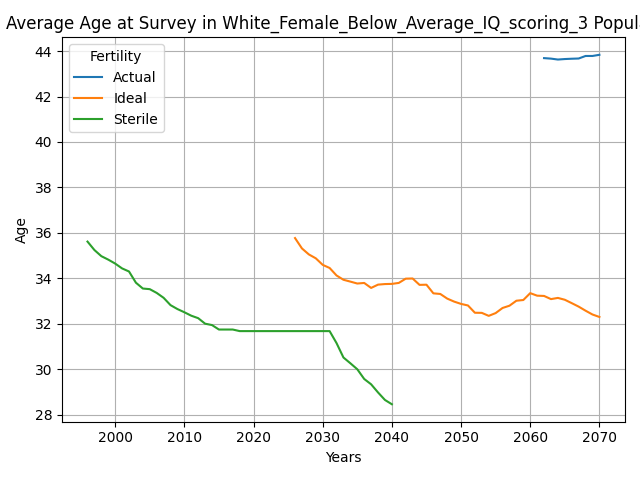 Average Age at Survey in White_Female_Below_Average_IQ_scoring_3 Popul
Fertility
Actual
Ideal
Sterile
44
42
40
38
36
34
32
30
28
Age
2000 2010 2020 2030 2040 2050 2060 2070
Years